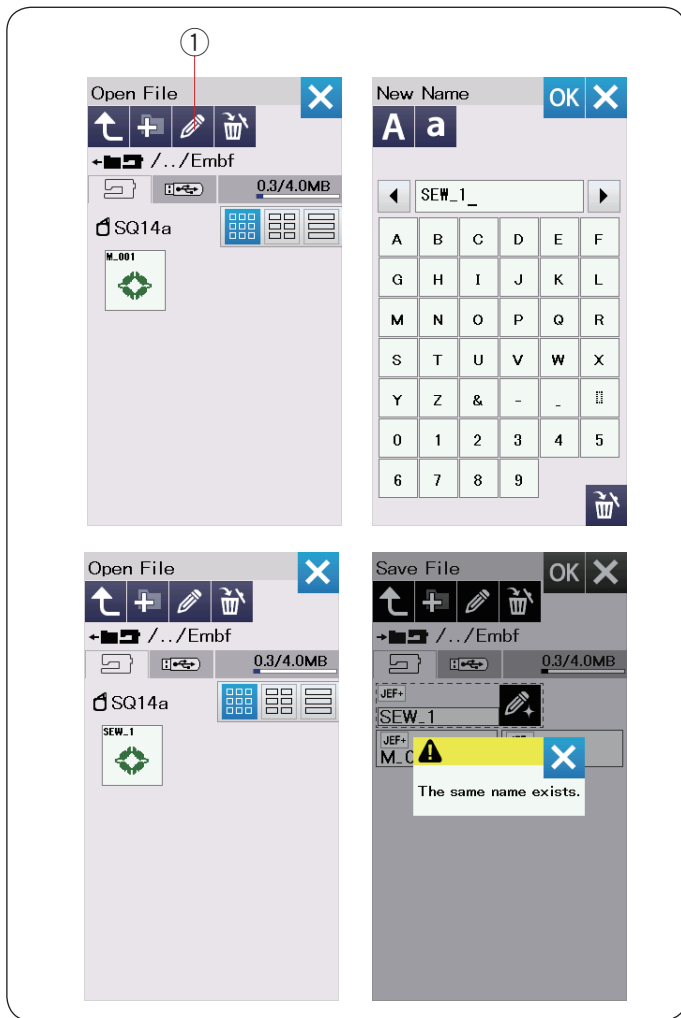 ①
Open File
/../Embf
0.3/4.0MB
SQ14a
M_001
New Name
OK
A a
SEW_1_
A B C D E F
G H I J K L
M N O P Q R
S T U V W X
Y Z & - _
0 1 2 3 4 5
6 7 8 9
Open File
/../Embf
0.3/4.0MB
SQ14a
SEW_1
Save File
OK
/../Embf
0.3/4.0MB
JEF+
SEW_1
JEF+
The same name exists.